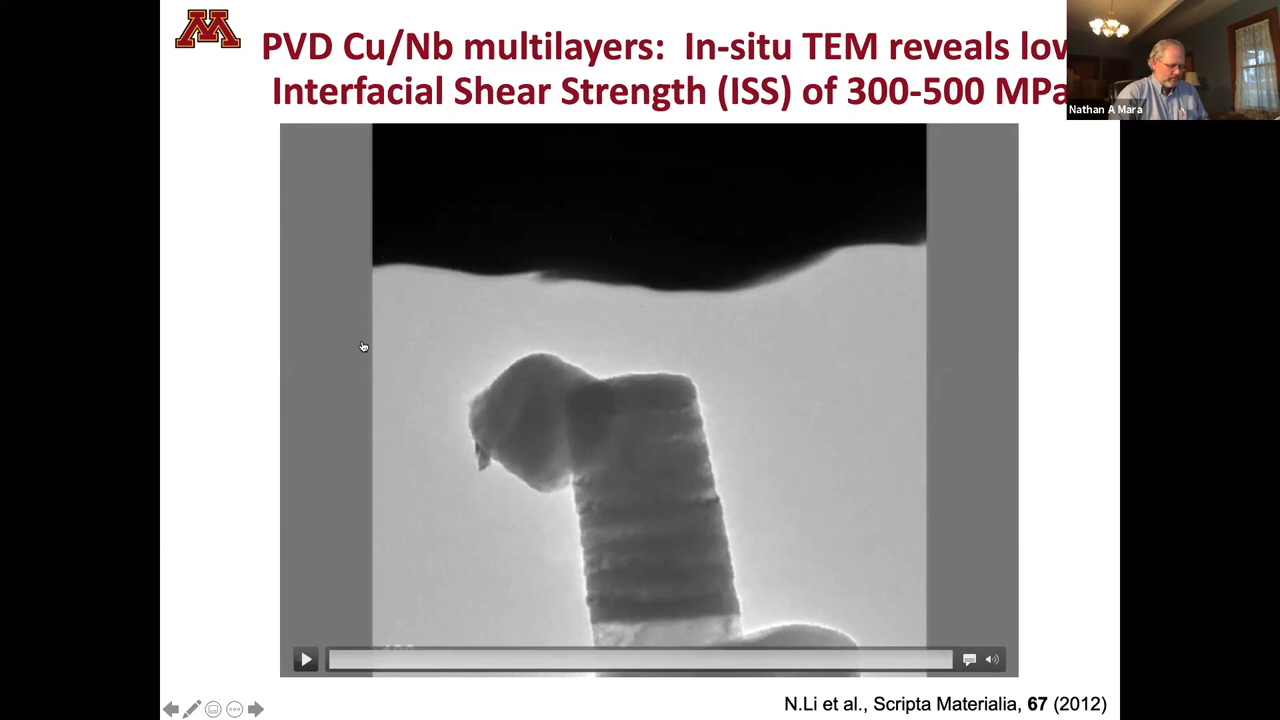 M
PVD Cu/Nb multilayers: In-situ TEM reveals low
Interfacial Shear Strength (ISS) of 300-500 MPa
Nathan A Mara
N.Li et al., Scripta Materialia, 67 (2012)